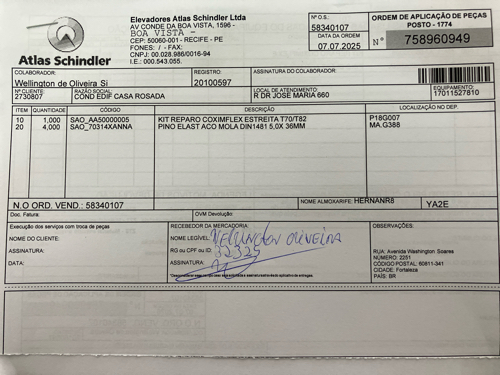 Elevadores Atlas Schindler Ltda
AV CONDE DA BOA VISTA, 1596 -
BOA VISTA -
CEP: 50060-001 - RECIFE - PE
FONES: / - FAX:
CNPJ: 00.028.986/0016-94
I.E.: 000.543.055.
Atlas Schindler
Nº O.S.:
58340107
DATA DA ORDEM
07.07.2025
ORDEM DE APLICAÇÃO DE PEÇAS
POSTO - 1774
Nº 758960949
COLABORADOR:
Wellington de Oliveira Si
REGISTRO
20100597
ASSINATURA DO COLABORADOR:
Nº CLIENTE:
2730807
RAZÃO SOCIAL:
COND EDIF CASA ROSADA
LOCAL DE ATENDIMENTO:
R DR JOSE MARIA 660
EQUIPAMENTO:
17011527810
ITEM QUANTIDADE CÓDIGO DESCRIÇÃO LOCALIZAÇÃO NO DEP.
10 1,000 SAO_AA50000005 KIT REPARO COXIMFLEX ESTREITA T70/T82 P18G007
20 4,000 SAO_70314XANNA PINO ELAST ACO MOLA DIN1481 5,0X 36MM MA.G388
N.O ORD. VEND.: 58340107
NOME ALMOXARIFE: HERNANR8
YA2E
Doc. Fatura:
OVM Devolução:
Execução dos serviços com troca de peças
NOME DO CLIENTE:
ASSINATURA:
DATA:
RECEBEDOR DA MERCADORIA:
NOME LEGÍVEL: WELLINGTON OLIVEIRA
RG ou CPF ou ID:
ASSINATURA:
OBSERVAÇÕES:
RUA: Avenida Washington Soares
NÚMERO: 2251
CÓDIGO POSTAL: 60811-341
CIDADE: Fortaleza
PAÍS: BR